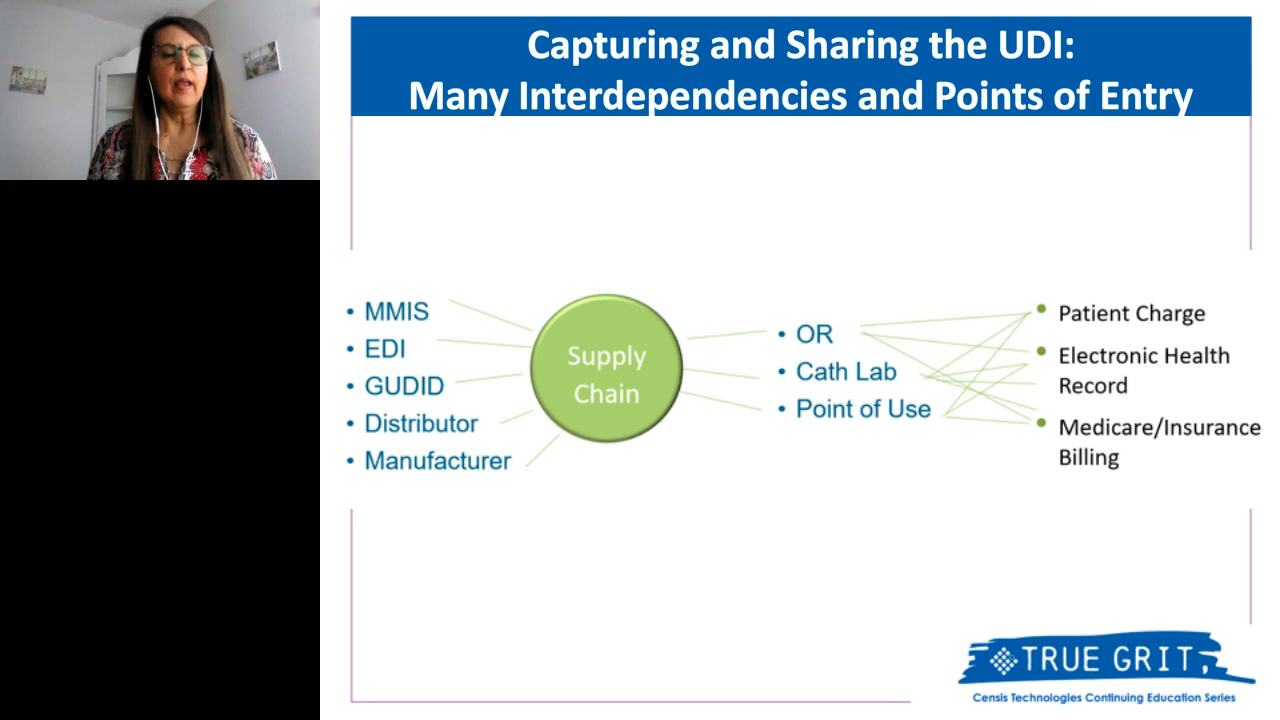 Capturing and Sharing the UDI:
Many Interdependencies and Points of Entry
• MMIS
• EDI
• GUDID
• Distributor
• Manufacturer
Supply
Chain
• OR
• Cath Lab
• Point of Use
• Patient Charge
• Electronic Health
Record
• Medicare/Insurance
Billing
TRUE GRIT
Censis Technologies Continuing Education Series